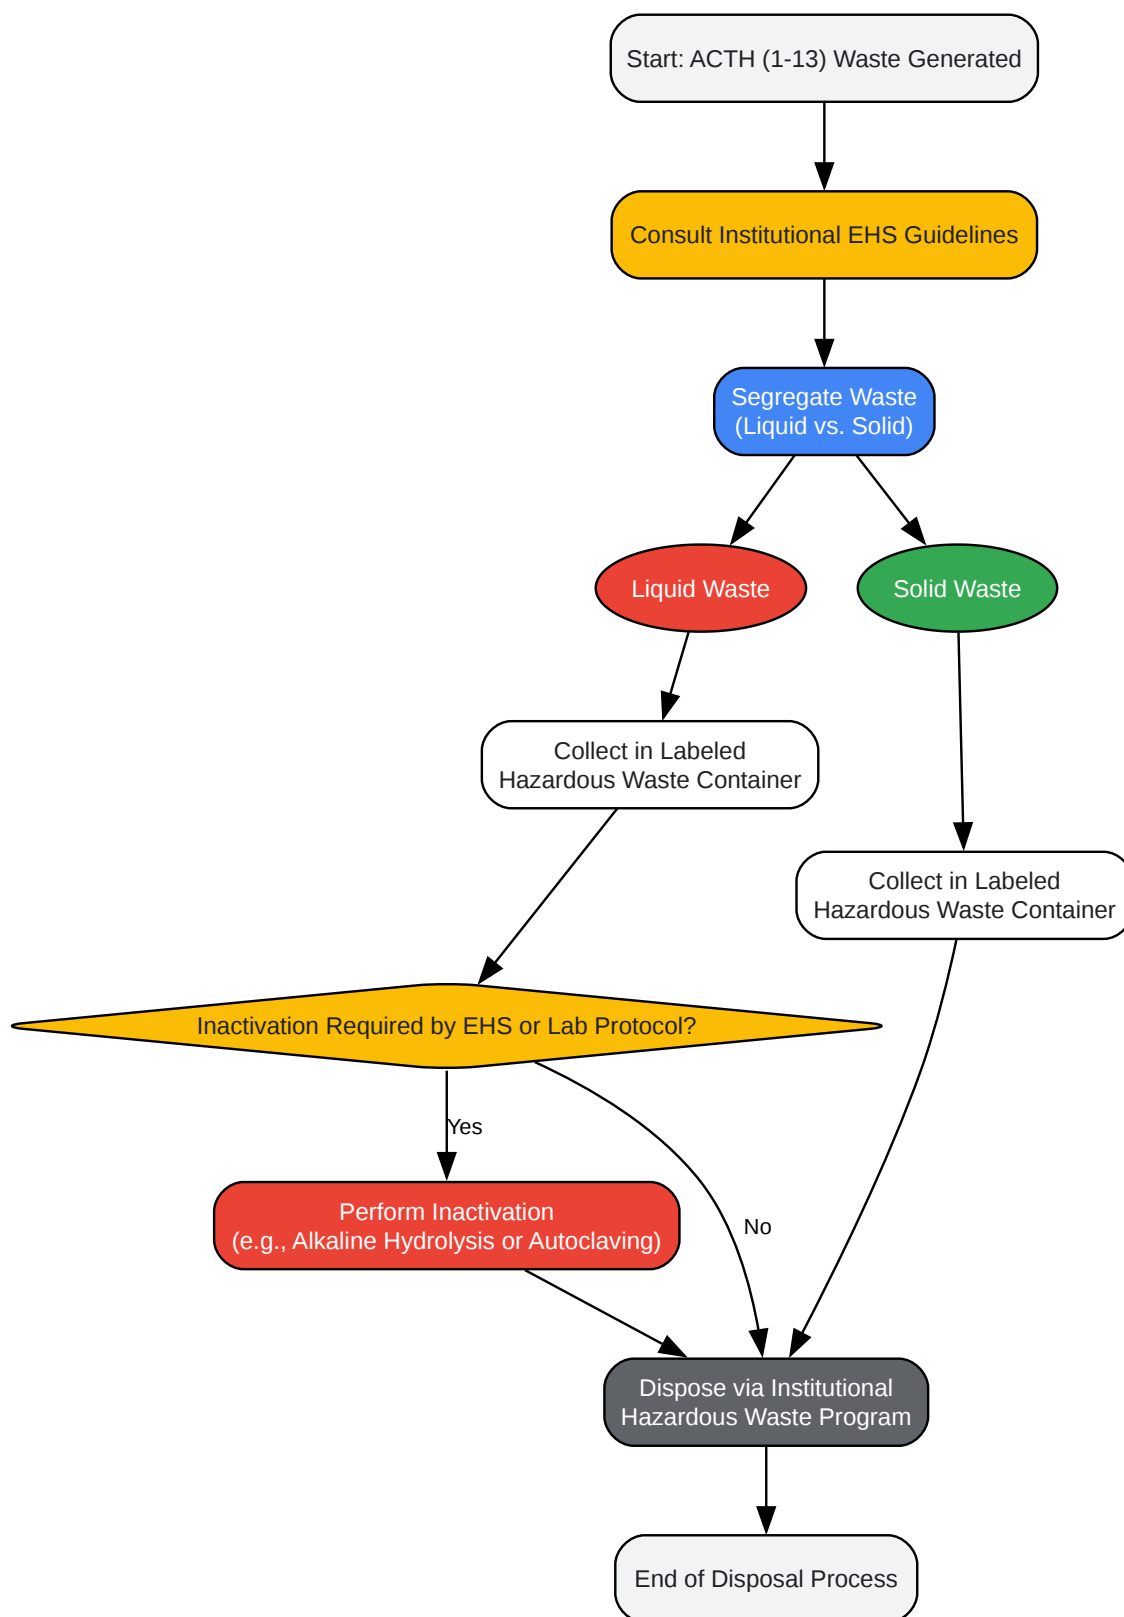 Start: ACTH (1-13) Waste Generated
Consult Institutional EHS Guidelines
Segregate Waste
(Liquid vs. Solid)
Liquid Waste
Solid Waste
Collect in Labeled
Hazardous Waste Container
Collect in Labeled
Hazardous Waste Container
Inactivation Required by EHS or Lab Protocol?
Yes
Perform Inactivation
(e.g., Alkaline Hydrolysis or Autoclaving)
No
Dispose via Institutional
Hazardous Waste Program
End of Disposal Process